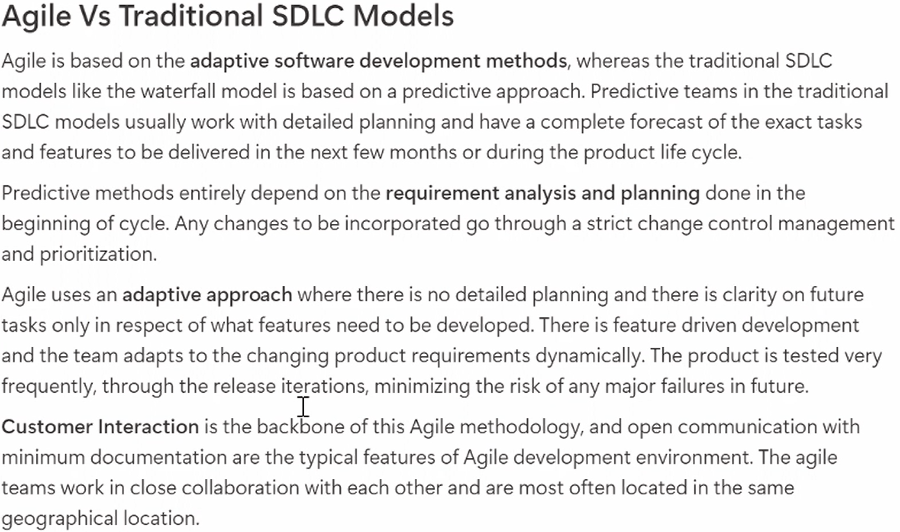 Agile Vs Traditional SDLC Models
Agile is based on the adaptive software development methods, whereas the traditional SDLC
models like the waterfall model is based on a predictive approach. Predictive teams in the traditional
SDLC models usually work with detailed planning and have a complete forecast of the exact tasks
and features to be delivered in the next few months or during the product life cycle.
Predictive methods entirely depend on the requirement analysis and planning done in the
beginning of cycle. Any changes to be incorporated go through a strict change control management
and prioritization.
Agile uses an adaptive approach where there is no detailed planning and there is clarity on future
tasks only in respect of what features need to be developed. There is feature driven development
and the team adapts to the changing product requirements dynamically. The product is tested very
frequently, through the release iterations, minimizing the risk of any major failures in future.
Customer Interaction is the backbone of this Agile methodology, and open communication with
minimum documentation are the typical features of Agile development environment. The agile
teams work in close collaboration with each other and are most often located in the same
geographical location.